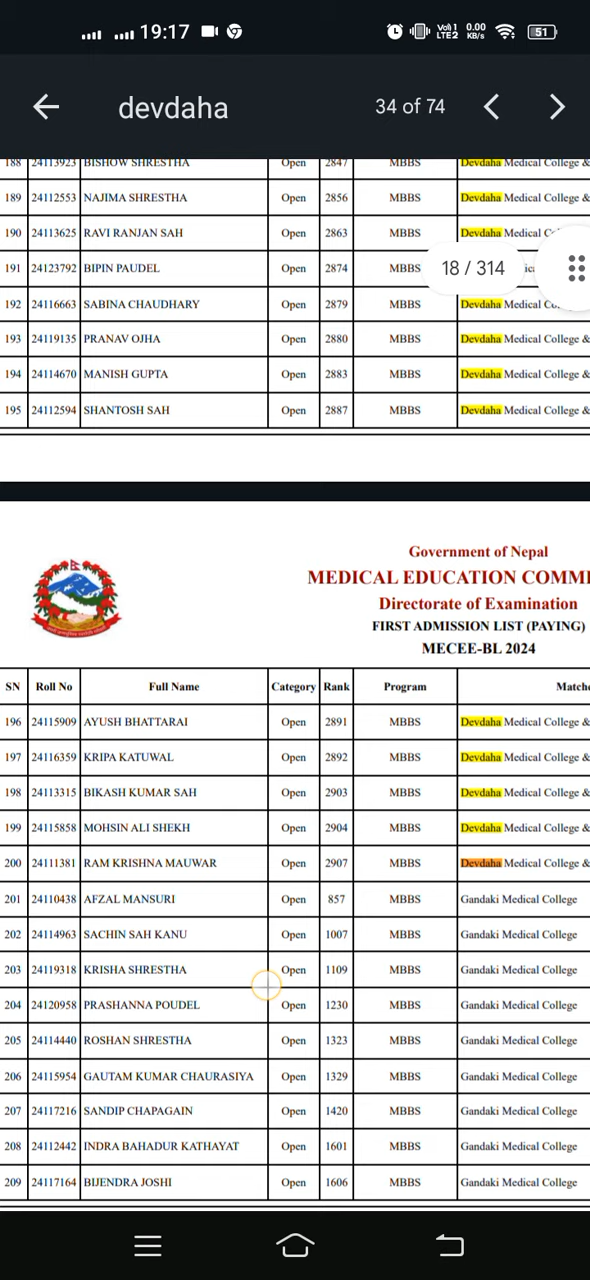 19:17 Vo) 1 LTE2 0.00 KB/s 51
devdaha 34 of 74
188 24113923 BISHOW SHRESTHA Open 2847 MBBS Devdaha Medical College &
189 24112553 NAJIMA SHRESTHA Open 2856 MBBS Devdaha Medical College &
190 24113625 RAVI RANJAN SAH Open 2863 MBBS Devdaha Medical
191 24123792 BIPIN PAUDEL Open 2874 MBBS
18 / 314
192 24116663 SABINA CHAUDHARY Open 2879 MBBS Devdaha Medical
193 24119135 PRANAV OJHA Open 2880 MBBS Devdaha Medical College &
194 24114670 MANISH GUPTA Open 2883 MBBS Devdaha Medical College &
195 24112594 SHANTOSH SAH Open 2887 MBBS Devdaha Medical College &
Government of Nepal
MEDICAL EDUCATION COMMI
Directorate of Examination
FIRST ADMISSION LIST (PAYING)
MECEE-BL 2024
SN Roll No Full Name Category Rank Program Matche
196 24115909 AYUSH BHATTARAI Open 2891 MBBS Devdaha Medical College &
197 24116359 KRIPA KATUWAL Open 2892 MBBS Devdaha Medical College &
198 24113315 BIKASH KUMAR SAH Open 2903 MBBS Devdaha Medical College &
199 24115858 MOHSIN ALI SHEKH Open 2904 MBBS Devdaha Medical College &
200 24111381 RAM KRISHNA MAUWAR Open 2907 MBBS Devdaha Medical College &
201 24110438 AFZAL MANSURI Open 857 MBBS Gandaki Medical College
202 24114963 SACHIN SAH KANU Open 1007 MBBS Gandaki Medical College
203 24119318 KRISHA SHRESTHA Open 1109 MBBS Gandaki Medical College
204 24120958 PRASHANNA POUDEL Open 1230 MBBS Gandaki Medical College
205 24114440 ROSHAN SHRESTHA Open 1323 MBBS Gandaki Medical College
206 24115954 GAUTAM KUMAR CHAURASIYA Open 1329 MBBS Gandaki Medical College
207 24117216 SANDIP CHAPAGAIN Open 1420 MBBS Gandaki Medical College
208 24112442 INDRA BAHADUR KATHAYAT Open 1601 MBBS Gandaki Medical College
209 24117164 BIJENDRA JOSHI Open 1606 MBBS Gandaki Medical College